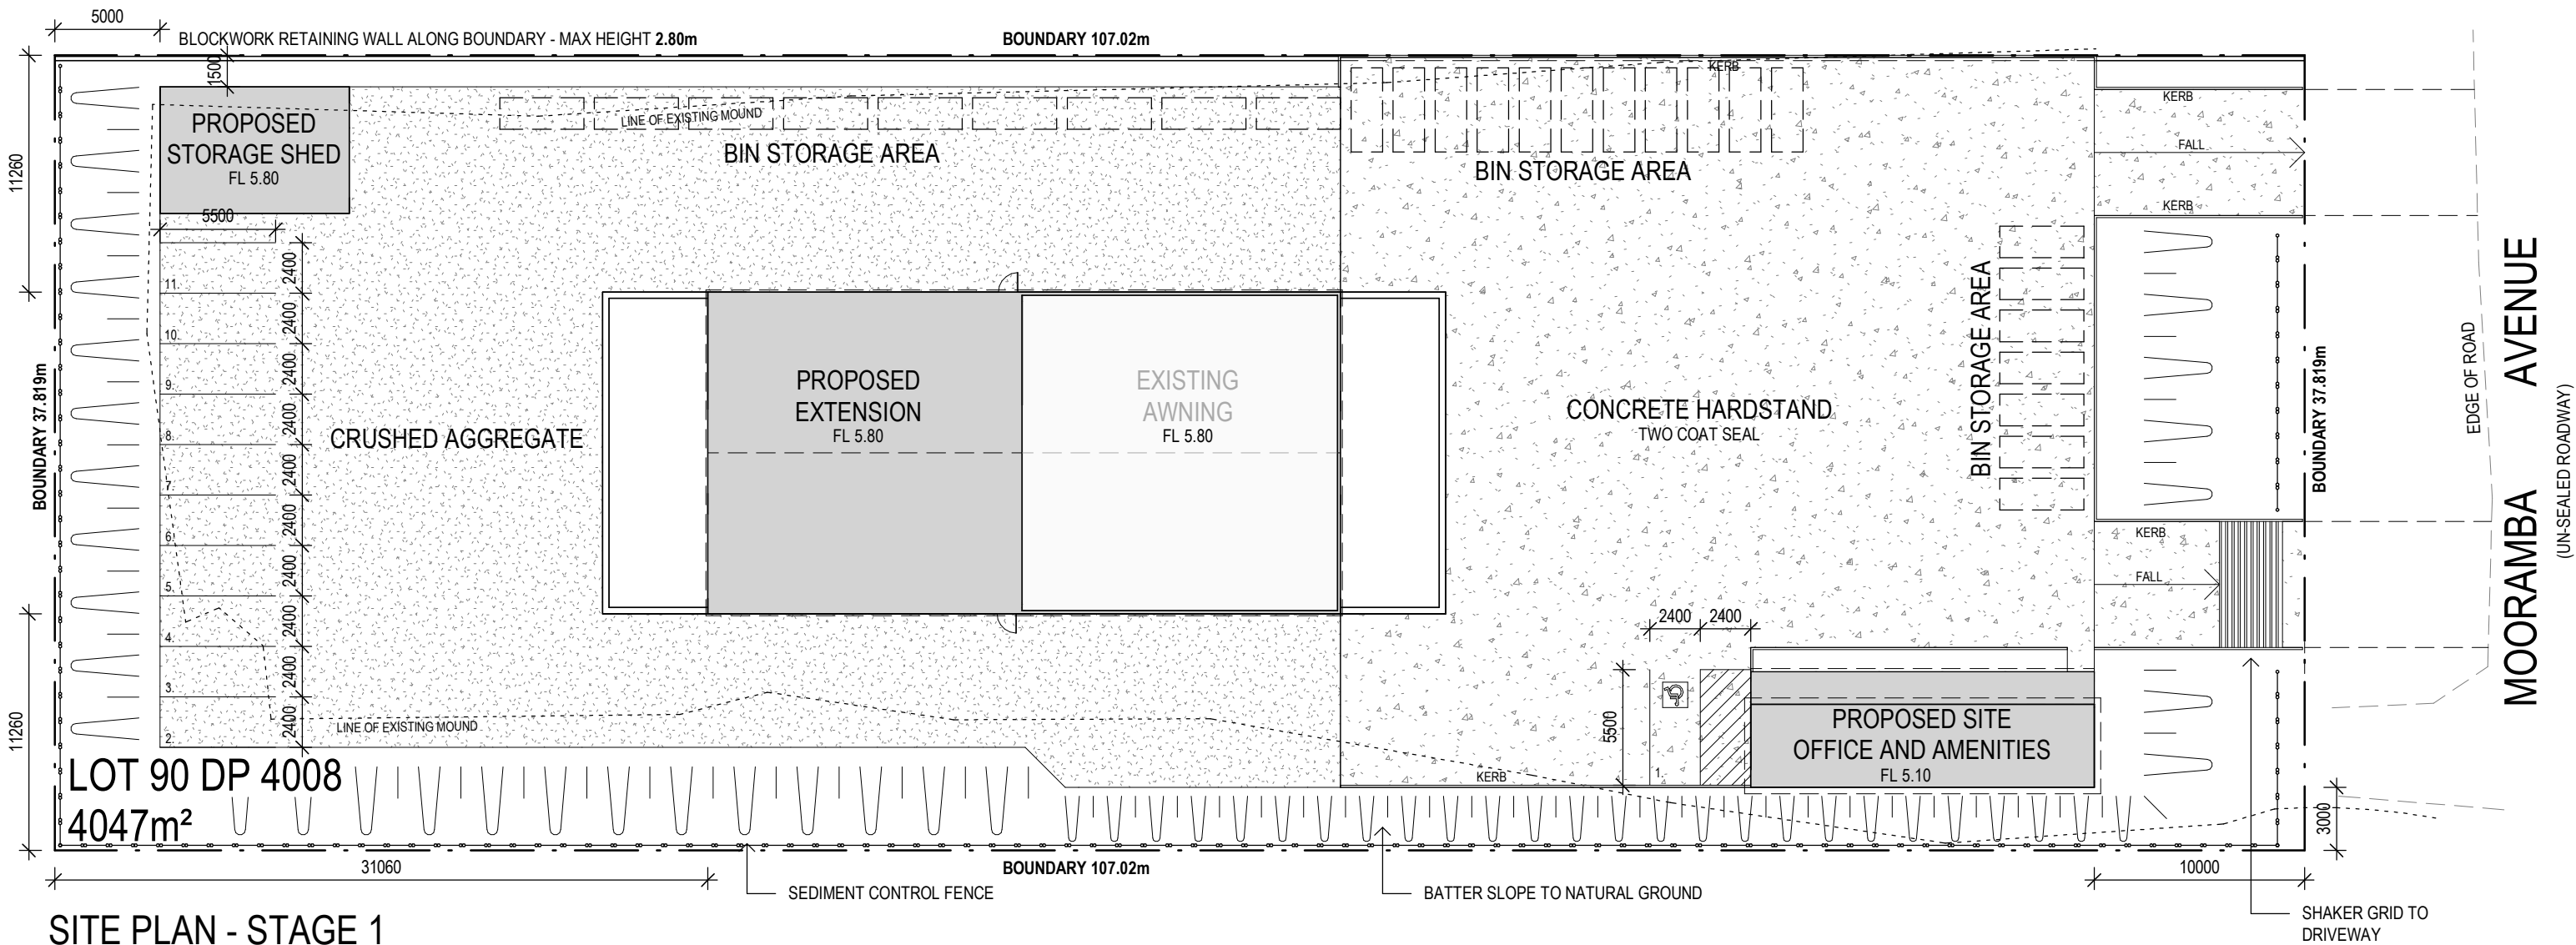 5000
BLOCKWORK RETAINING WALL ALONG BOUNDARY - MAX HEIGHT 2.80m
BOUNDARY 107.02m
1500
KERB
KERB
PROPOSED
STORAGE SHED
FL 5.80
LINE OF EXISTING MOUND
BIN STORAGE AREA
BIN STORAGE AREA
FALL
11260
5500
KERB
2400
11.
2400
10.
2400
9.
2400
8.
2400
7.
2400
6.
2400
5.
2400
4.
2400
3.
2400
2.
BOUNDARY 37.819m
CRUSHED AGGREGATE
PROPOSED
EXTENSION
FL 5.80
EXISTING
AWNING
FL 5.80
CONCRETE HARDSTAND
TWO COAT SEAL
BIN STORAGE AREA
BOUNDARY 37.819m
EDGE OF ROAD
MOORAMBA AVENUE
(UN-SEALED ROADWAY)
KERB
FALL
2400
2400
5500
1.
PROPOSED SITE
OFFICE AND AMENITIES
FL 5.10
KERB
LINE OF EXISTING MOUND
11260
LOT 90 DP 4008
4047m²
3000
31060
BOUNDARY 107.02m
10000
SEDIMENT CONTROL FENCE
BATTER SLOPE TO NATURAL GROUND
SHAKER GRID TO
DRIVEWAY
SITE PLAN - STAGE 1